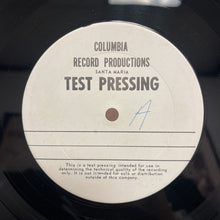 COLUMBIA
RECORD PRODUCTIONS
SANTA MARIA
TEST PRESSING
A
This is a test pressing intended for use in
determining the technical quality of the recording
only. It is not intended for sale or distribution
outside of this company.